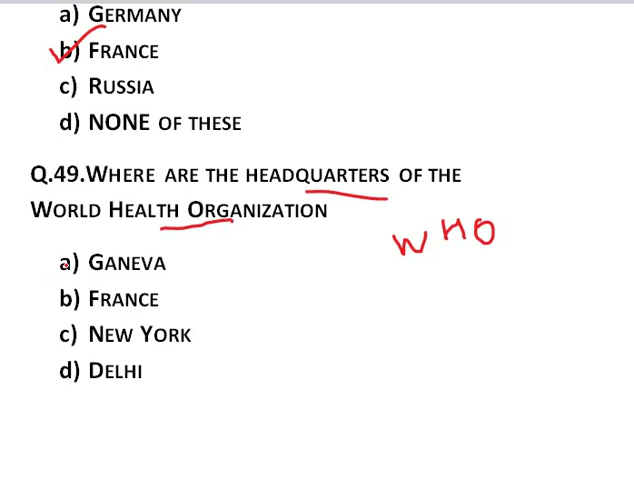 a) GERMANY
b) FRANCE
c) RUSSIA
d) NONE OF THESE
Q.49.WHERE ARE THE HEADQUARTERS OF THE
WORLD HEALTH ORGANIZATION
WHO
a) GANEVA
b) FRANCE
c) NEW YORK
d) DELHI